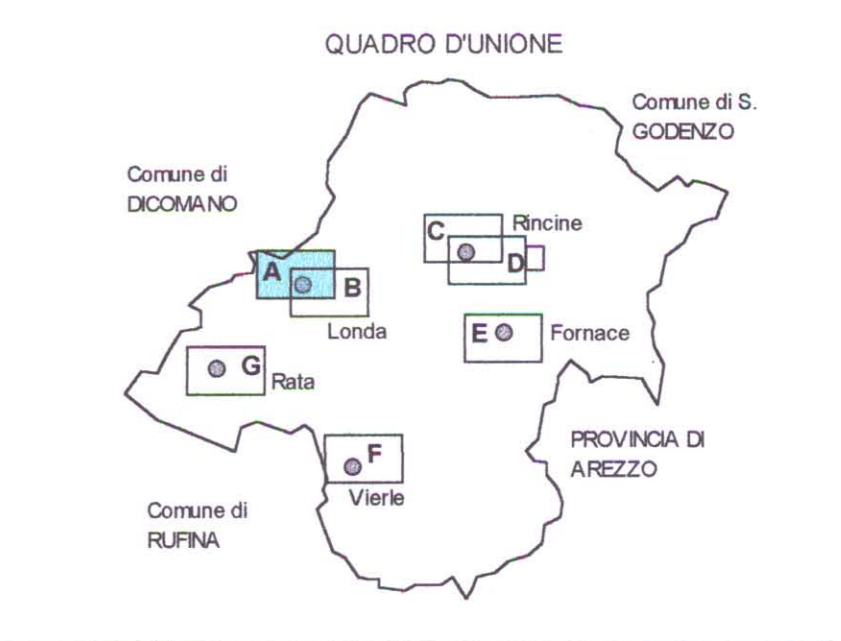 QUADRO D'UNIONE
Comune di S.
GODENZO
Comune di
DICOMANO
C
Rincine
D
A
B
Londa
E
Fornace
G
Rata
PROVINCIA DI
AREZZO
F
Vierle
Comune di
RUFINA